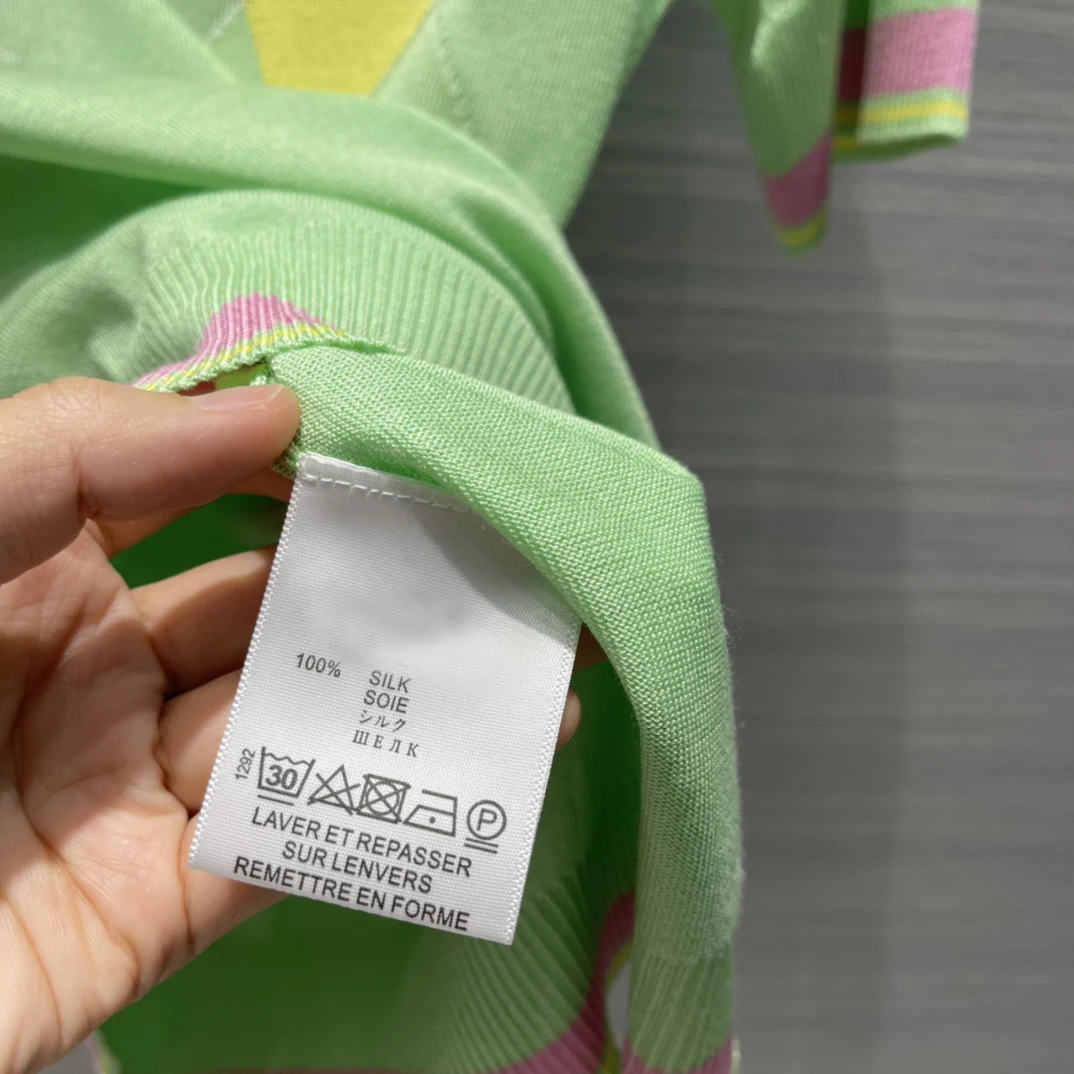 100% SILK
SOIE
シルク
ШЕЛК
1292
30 P
LAVER ET REPASSER
SUR LENVERS
REMETTRE EN FORME